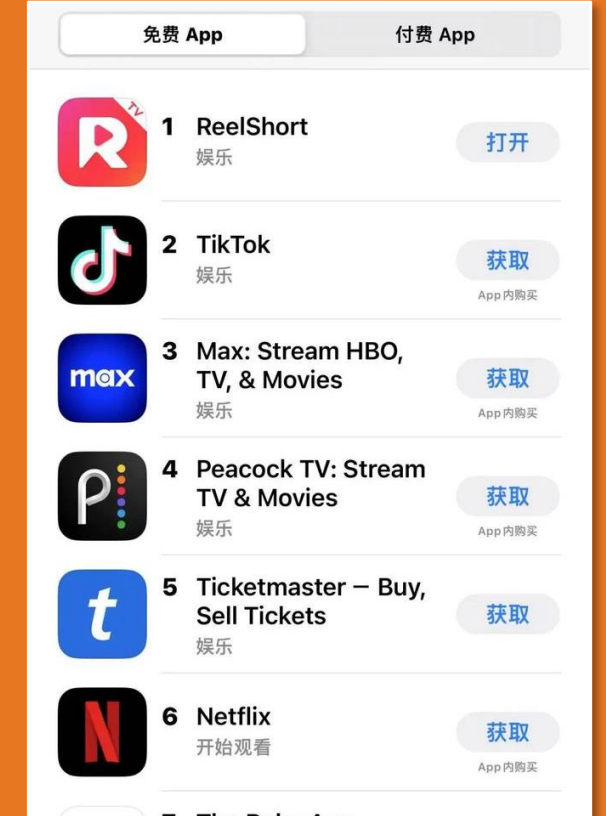 免费 App
付费 App
TV
R
1 ReelShort
娱乐
打开
2 TikTok
娱乐
获取
App内购买
max
3 Max: Stream HBO,
TV, & Movies
娱乐
获取
App内购买
P
4 Peacock TV: Stream
TV & Movies
娱乐
获取
App内购买
t
5 Ticketmaster – Buy,
Sell Tickets
娱乐
获取
N
6 Netflix
开始观看
获取
App内购买